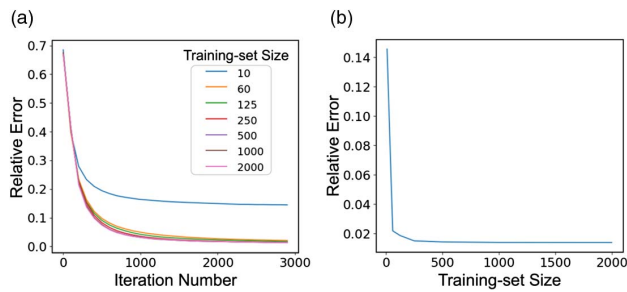 (a)
Relative Error
0.7
0.6
0.5
0.4
0.3
0.2
0.1
0.0
Training-set Size
10
60
125
250
500
1000
2000
0 1000 2000 3000
Iteration Number
(b)
Relative Error
0.14
0.12
0.10
0.08
0.06
0.04
0.02
0 500 1000 1500 2000
Training-set Size